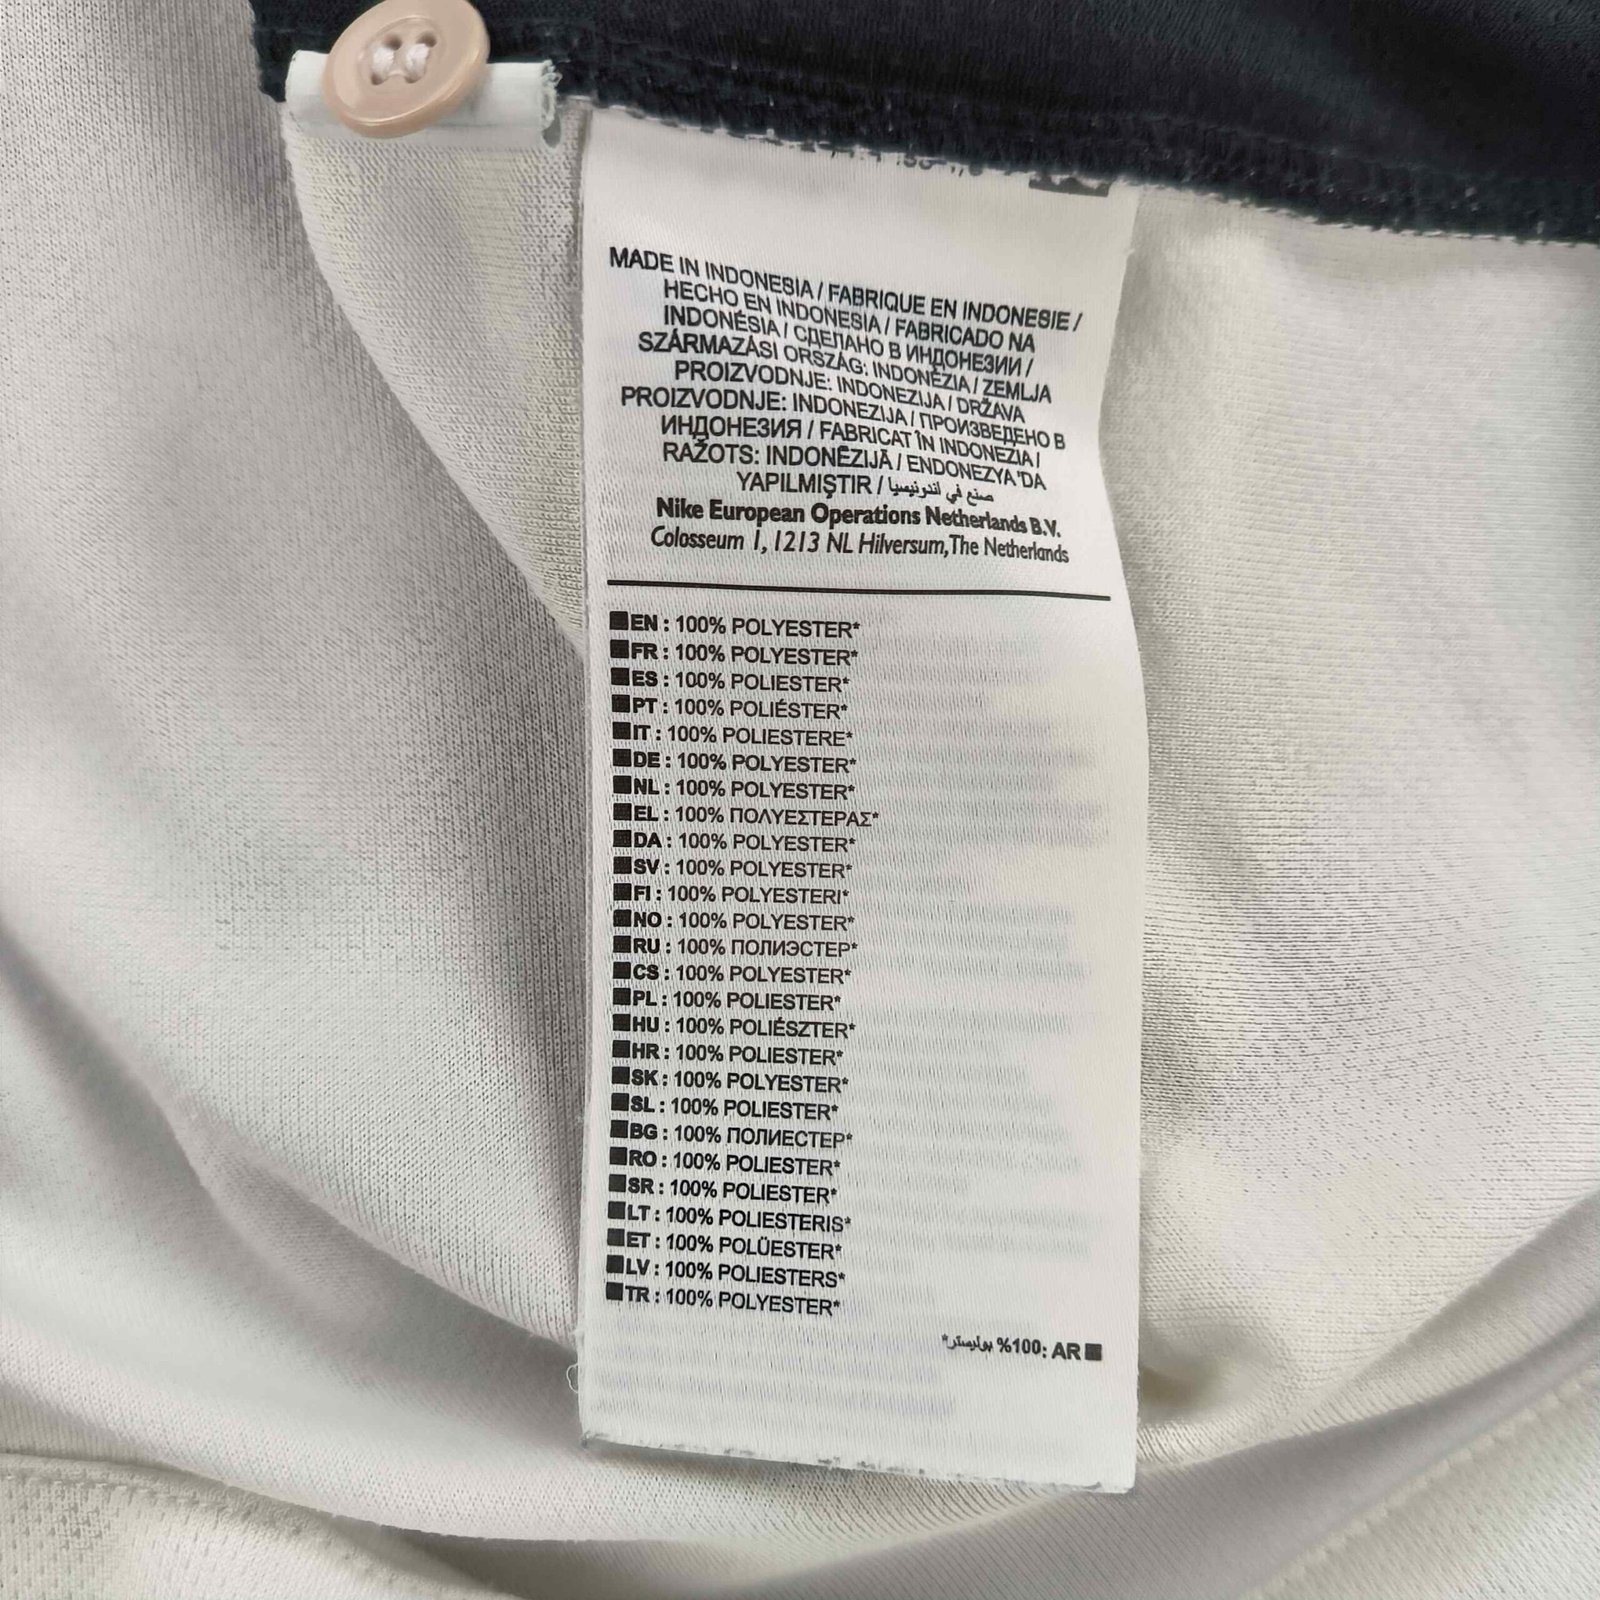 MADE IN INDONESIA / FABRIQUE EN INDONESIE /
HECHO EN INDONESIA / FABRICADO NA
INDONÉSIA / СДЕЛАНО В ИНДОНЕЗИИ /
SZÁRMAZÁSI ORSZÁG: INDONÉZIA / ZEMLJA
PROIZVODNJE: INDONEZIJA / DRŽAVA
PROIZVODNJE: INDONEZIJA / ПРОИЗВЕДЕНО В
ИНДОНЕЗИЯ / FABRICAT ÎN INDONEZIA /
RAŽOTS: INDONĒZIJĀ / ENDONEZYA'DA
YAPILMIŞTIR / صنع في اندونيسيا
Nike European Operations Netherlands B.V.
Colosseum 1, 1213 NL Hilversum, The Netherlands
EN : 100% POLYESTER*
FR : 100% POLYESTER*
ES : 100% POLIESTER*
PT : 100% POLIÉSTER*
IT : 100% POLIESTERE*
DE : 100% POLYESTER*
NL : 100% POLYESTER*
EL : 100% ΠΟΛΥΕΣΤΕΡΑΣ*
DA : 100% POLYESTER*
SV : 100% POLYESTER*
FI : 100% POLYESTERI*
NO : 100% POLYESTER*
RU : 100% ПОЛИЭСТЕР*
CS : 100% POLYESTER*
PL : 100% POLIESTER*
HU : 100% POLIÉSZTER*
HR : 100% POLIESTER*
SK : 100% POLYESTER*
SL : 100% POLIESTER*
BG : 100% ПОЛИЕСТЕР*
RO : 100% POLIESTER*
SR : 100% POLIESTER*
LT : 100% POLIESTERIS*
ET : 100% POLÜESTER*
LV : 100% POLIESTERS*
TR : 100% POLYESTER*
AR :100% بوليستر*